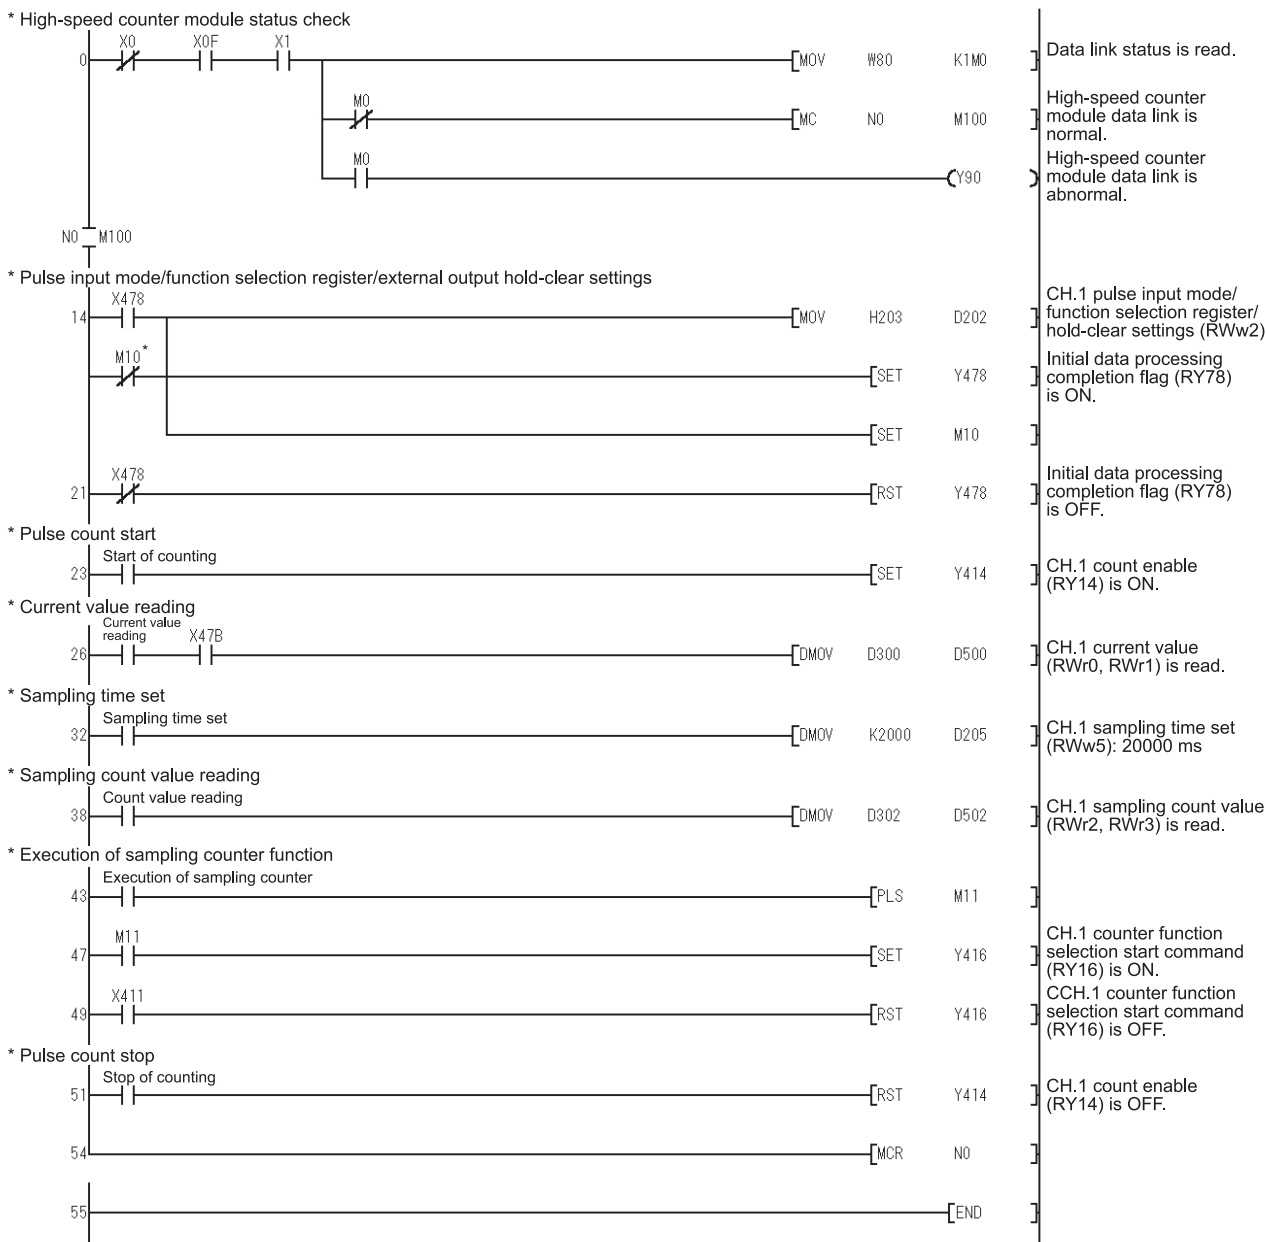 * High-speed counter module status check
X0 X0F X1
0 MOV W80 K1M0 Data link status is read.
M0
MC N0 M100
High-speed counter
module data link is
normal.
M0
Y90
High-speed counter
module data link is
abnormal.
N0 M100
* Pulse input mode/function selection register/external output hold-clear settings
X478
14 MOV H203 D202
CH.1 pulse input mode/
function selection register/
hold-clear settings (RWw2)
M10 *
SET Y478
Initial data processing
completion flag (RY78)
is ON.
SET M10
X478
21 RST Y478
Initial data processing
completion flag (RY78)
is OFF.
* Pulse count start
Start of counting
23 SET Y414
CH.1 count enable
(RY14) is ON.
* Current value reading
Current value
reading X47B
26 DMOV D300 D500
CH.1 current value
(RWr0, RWr1) is read.
* Sampling time set
Sampling time set
32 DMOV K2000 D205
CH.1 sampling time set
(RWw5): 20000 ms
* Sampling count value reading
Count value reading
38 DMOV D302 D502
CH.1 sampling count value
(RWr2, RWr3) is read.
* Execution of sampling counter function
Execution of sampling counter
43 PLS M11
M11
47 SET Y416
CH.1 counter function
selection start command
(RY16) is ON.
X411
49 RST Y416
CCH.1 counter function
selection start command
(RY16) is OFF.
* Pulse count stop
Stop of counting
51 RST Y414
CH.1 count enable
(RY14) is OFF.
54 MCR N0
55 END